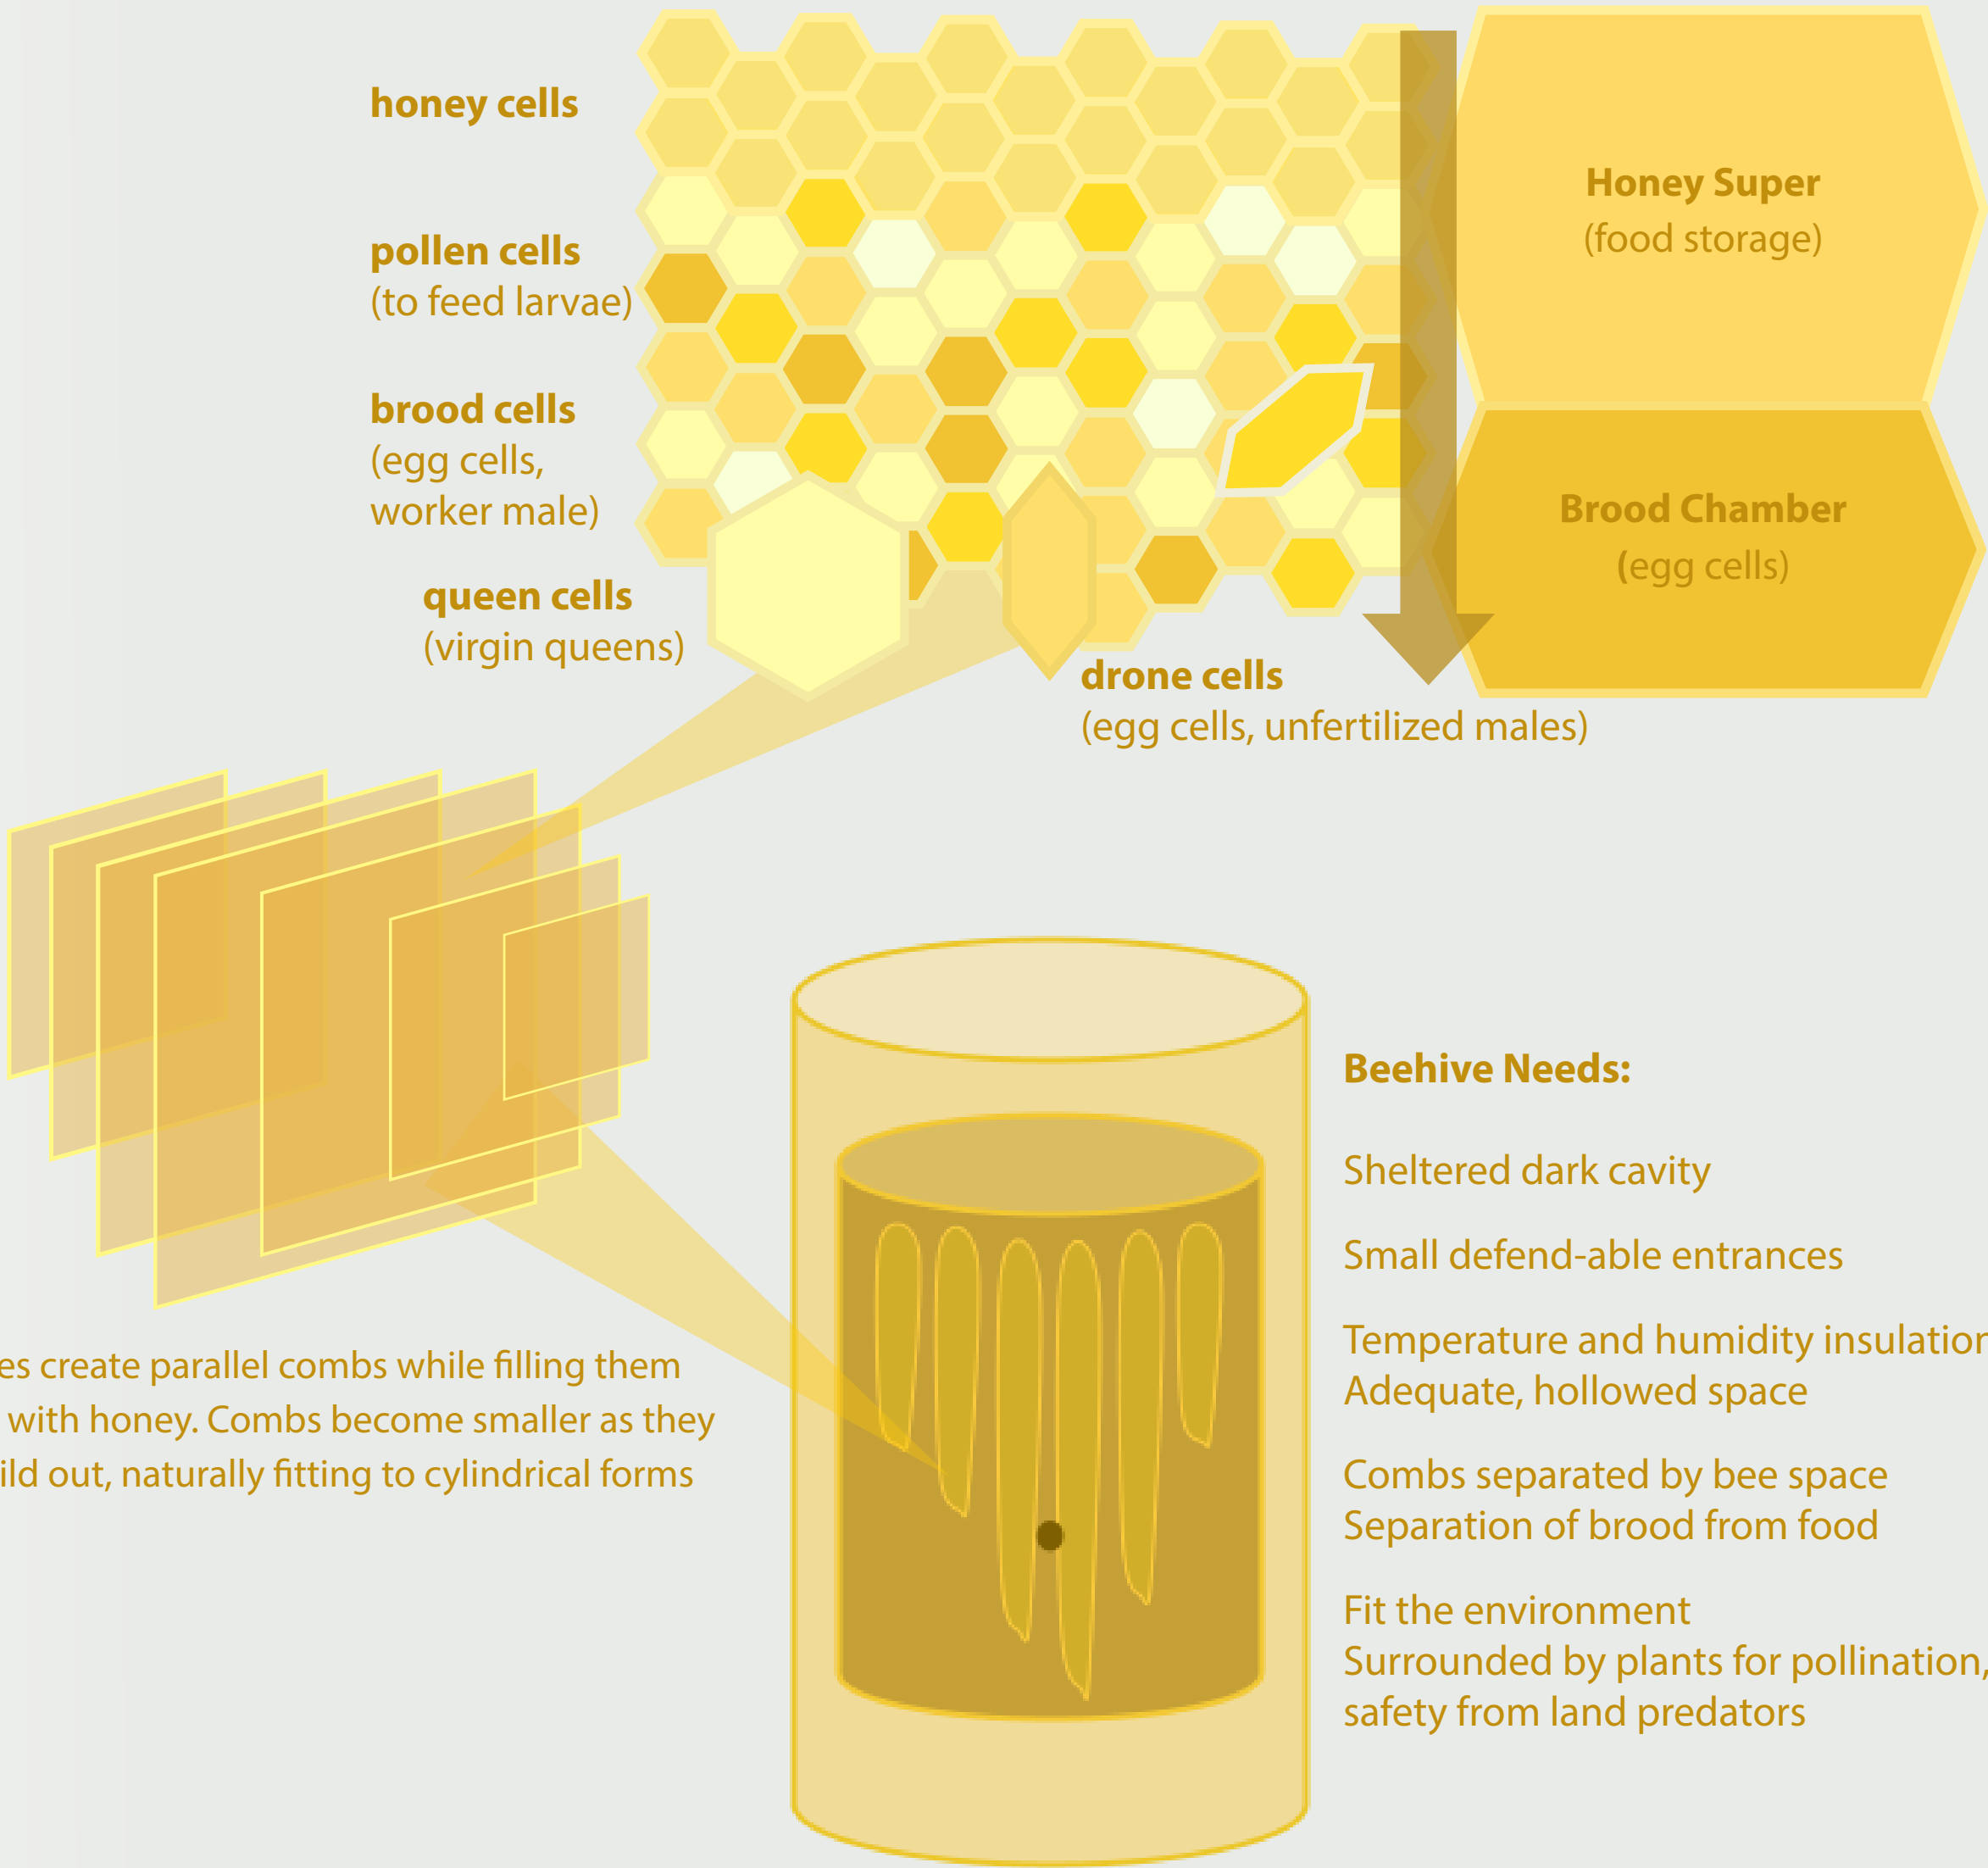 honey cells
pollen cells
(to feed larvae)
brood cells
(egg cells,
worker male)
queen cells
(virgin queens)
drone cells
(egg cells, unfertilized males)
Honey Super
(food storage)
Brood Chamber
(egg cells)
create parallel combs while filling them
with honey. Combs become smaller as they
out, naturally fitting to cylindrical forms
Beehive Needs:
Sheltered dark cavity
Small defend-able entrances
Temperature and humidity insulation
Adequate, hollowed space
Combs separated by bee space
Separation of brood from food
Fit the environment
Surrounded by plants for pollination,
safety from land predators